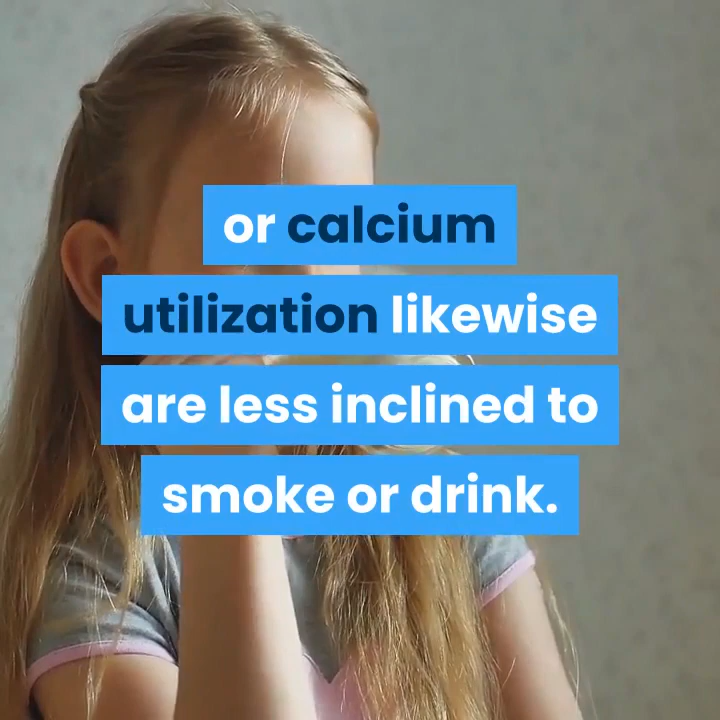 or calcium
utilization likewise
are less inclined to
smoke or drink.